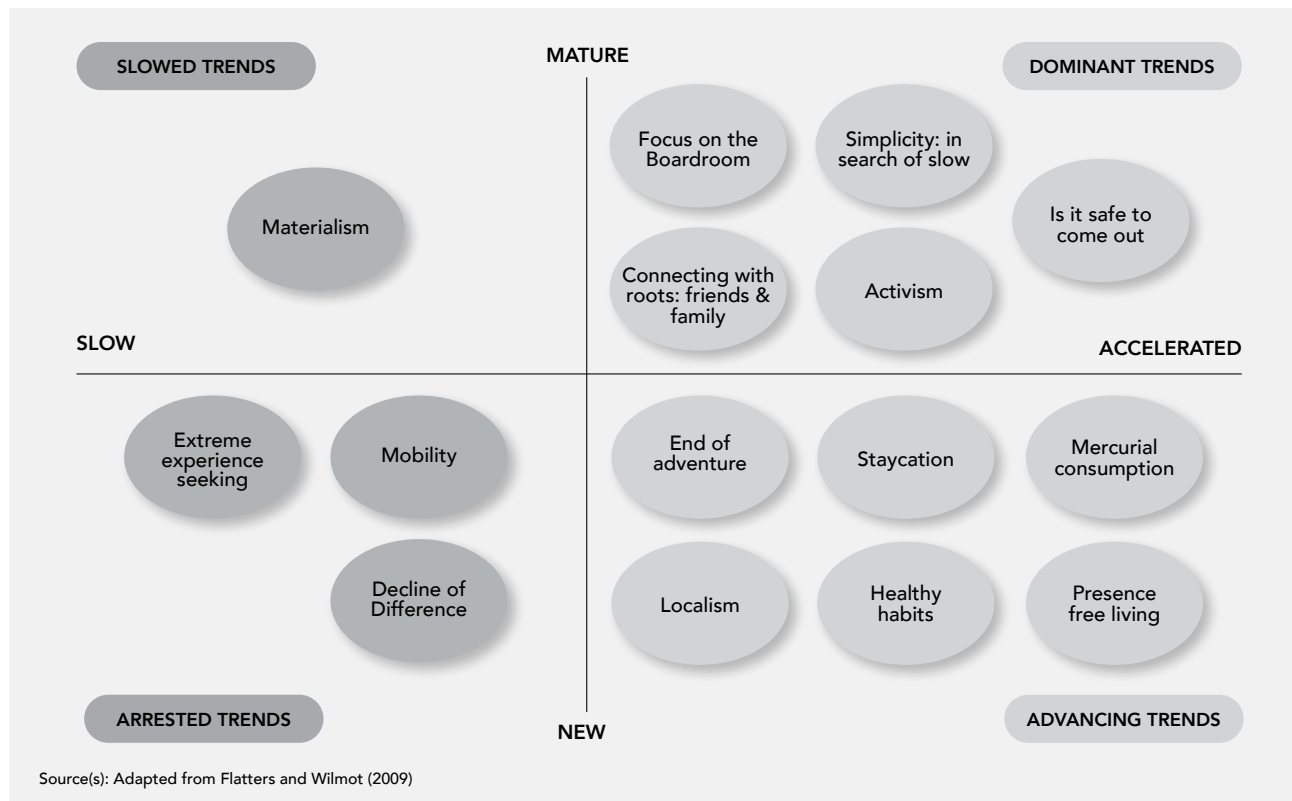 SLOWED TRENDS
MATURE
DOMINANT TRENDS
Focus on the
Boardroom
Simplicity: in
search of slow
Is it safe to
come out
Materialism
Connecting with
roots: friends &
family
Activism
SLOW
ACCELERATED
Extreme
experience
seeking
Mobility
End of
adventure
Staycation
Mercurial
consumption
Decline of
Difference
Localism
Healthy
habits
Presence
free living
ARRESTED TRENDS
NEW
ADVANCING TRENDS
Source(s): Adapted from Flatters and Wilmot (2009)